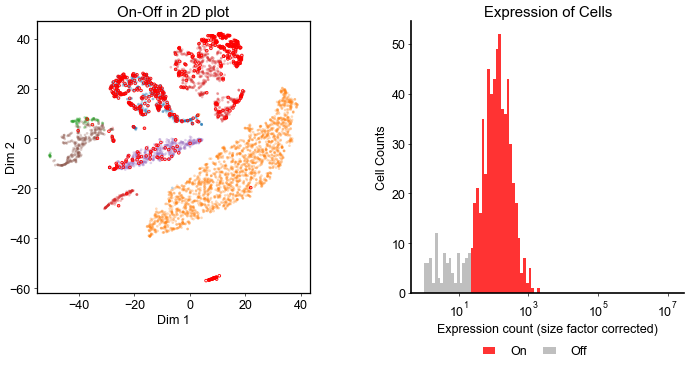 On-Off in 2D plot
Dim 2
40
20
0
−20
−40
−60
−40 −20 0 20 40
Dim 1
Expression of Cells
Cell Counts
50
40
30
20
10
0
10^1 10^3 10^5 10^7
Expression count (size factor corrected)
On Off